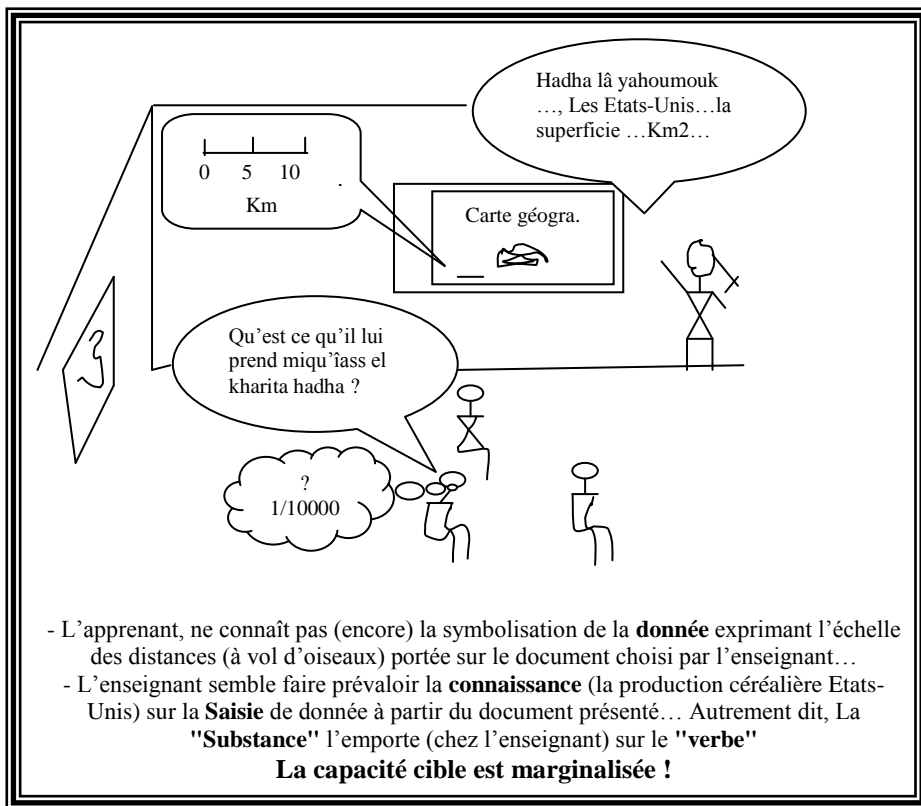 Hadha lâ yahoumouk
…, Les Etats-Unis…la
superficie …Km2…
0 5 10 .
Km
Carte géogra.
Qu’est ce qu’il lui
prend miqu’îass el
kharita hadha ?
?
1/10000
- L’apprenant, ne connaît pas (encore) la symbolisation de la donnée exprimant l’échelle
des distances (à vol d’oiseaux) portée sur le document choisi par l’enseignant…
- L’enseignant semble faire prévaloir la connaissance (la production céréalière Etats-
Unis) sur la Saisie de donnée à partir du document présenté… Autrement dit, La
"Substance" l’emporte (chez l’enseignant) sur le "verbe"
La capacité cible est marginalisée !